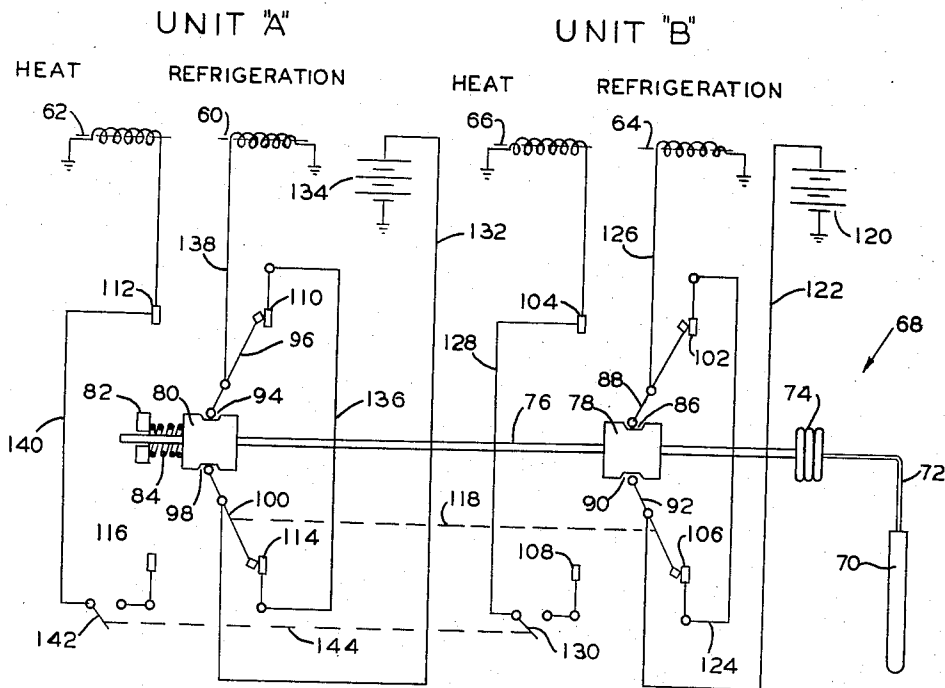 UNIT "A" UNIT "B"
HEAT REFRIGERATION HEAT REFRIGERATION
62 60 66 64
134 120
138 132 126 122
112 110 104 102 68
96 128 88 74
82 80 94 136 76 78 86
140 72
84 98 100 118 90 92
116 114 108 106 70
142 144 130 124